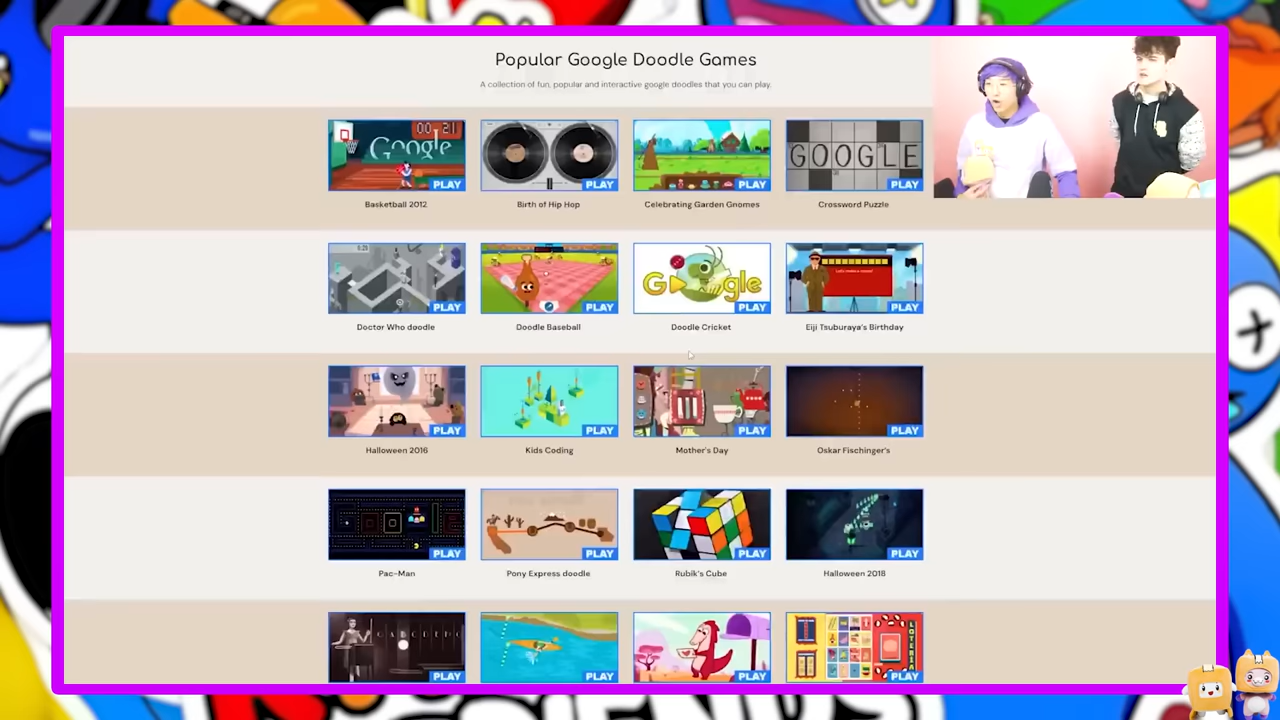 Popular Google Doodle Games
A collection of fun, popular and interactive google doodles that you can play.
00 21
Google
PLAY
PLAY
PLAY
GOOGLE
PLAY
Basketball 2012
Birth of Hip Hop
Celebrating Garden Gnomes
Crossword Puzzle
PLAY
PLAY
Google
PLAY
PLAY
Doctor Who doodle
Doodle Baseball
Doodle Cricket
Eiji Tsuburaya's Birthday
PLAY
PLAY
PLAY
PLAY
Halloween 2016
Kids Coding
Mother's Day
Oskar Fischinger's
PLAY
PLAY
PLAY
PLAY
Pac-Man
Pony Express doodle
Rubik's Cube
Halloween 2018
PLAY
PLAY
PLAY
LOTERIA
PLAY